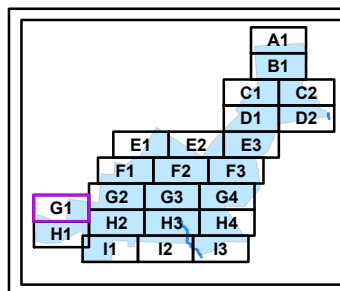 A1
B1
C1 C2
D1 D2
E1 E2 E3
F1 F2 F3
G1 G2 G3 G4
H1 H2 H3 H4
I1 I2 I3